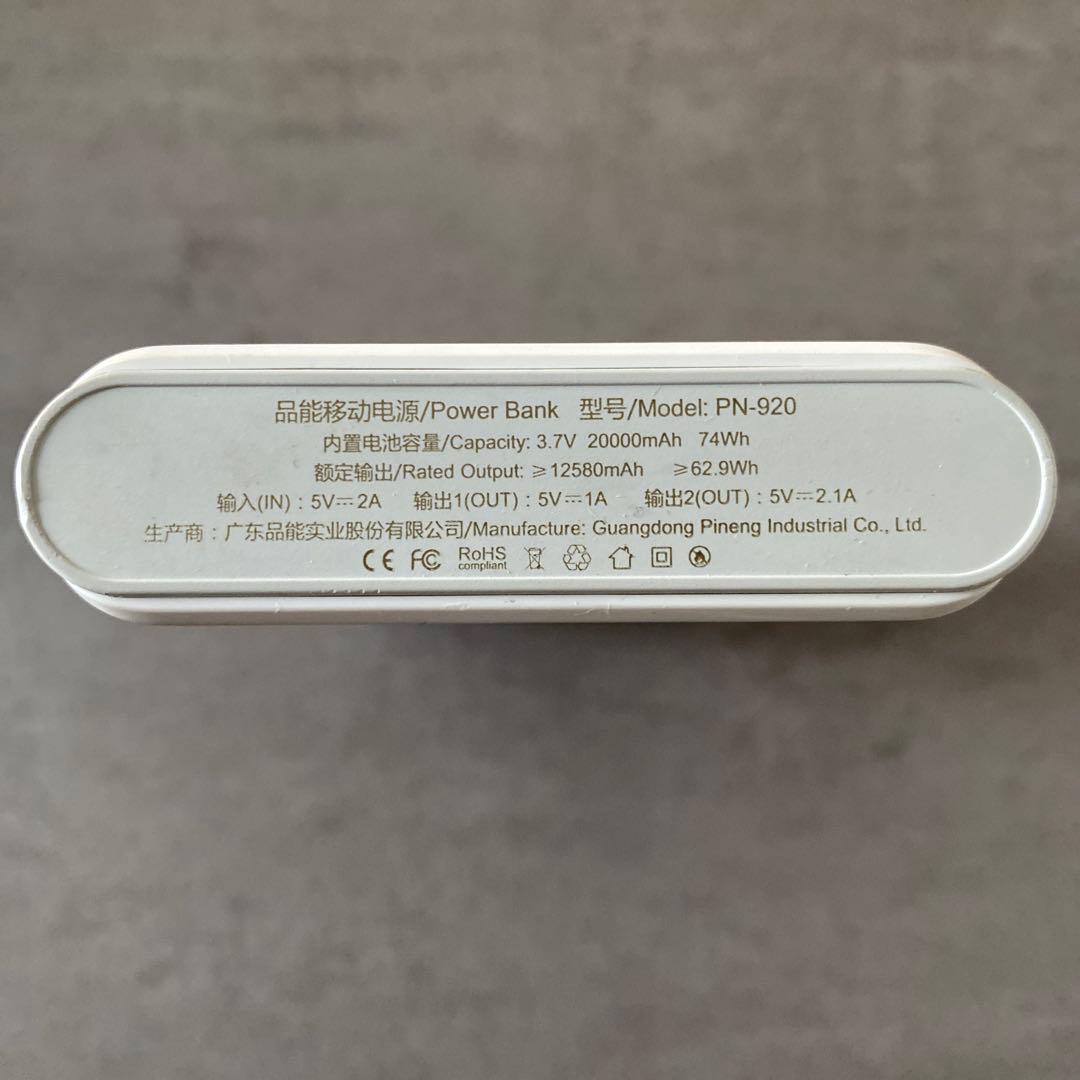 品能移动电源/Power Bank 型号/Model: PN-920
内置电池容量/Capacity: 3.7V 20000mAh 74Wh
额定输出/Rated Output: ≥12580mAh ≥62.9Wh
输入(IN) : 5V⎓2A 输出1(OUT) : 5V⎓1A 输出2(OUT) : 5V⎓2.1A
生产商 : 广东品能实业股份有限公司/Manufacture: Guangdong Pineng Industrial Co., Ltd.
CE FC RoHS
compliant